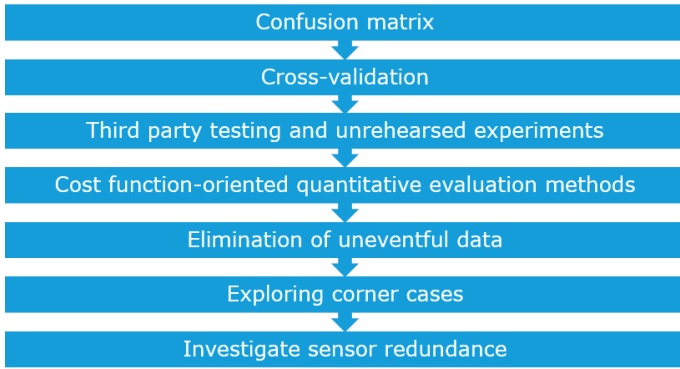 Confusion matrix
Cross-validation
Third party testing and unrehearsed experiments
Cost function-oriented quantitative evaluation methods
Elimination of uneventful data
Exploring corner cases
Investigate sensor redundance